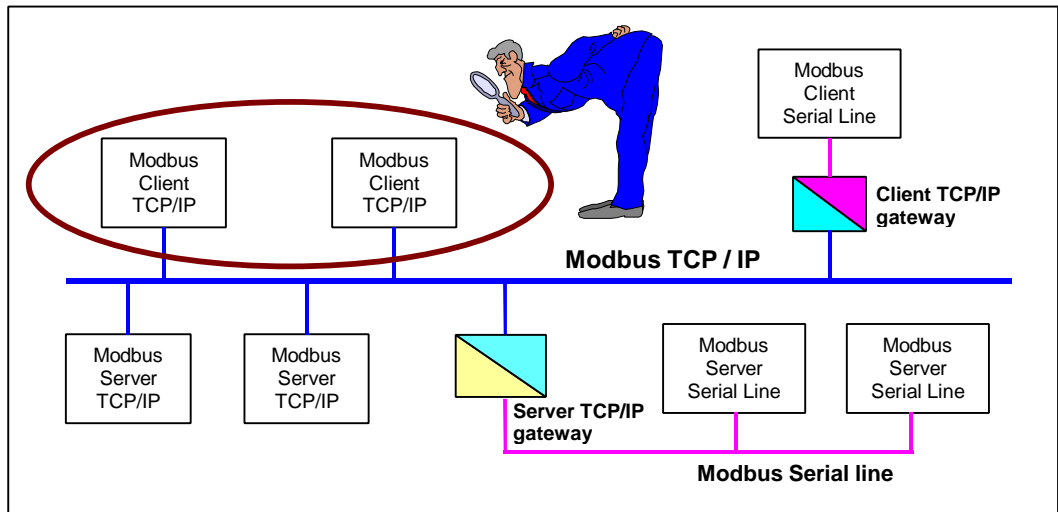 Modbus
Client
TCP/IP
Modbus
Client
TCP/IP
Modbus
Client
Serial Line
Client TCP/IP
gateway
Modbus TCP / IP
Modbus
Server
TCP/IP
Modbus
Server
TCP/IP
Server TCP/IP
gateway
Modbus
Server
Serial Line
Modbus
Server
Serial Line
Modbus Serial line